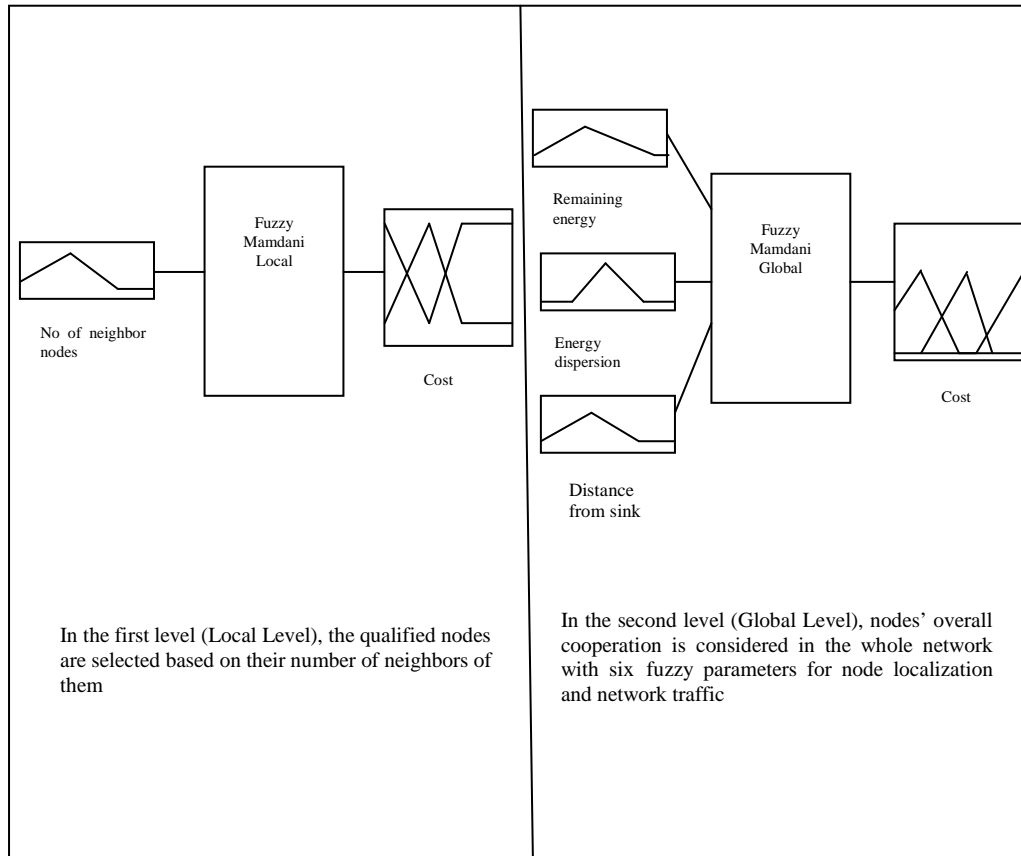 Fuzzy
Mamdani
Local
No of neighbor
nodes
Cost
In the first level (Local Level), the qualified nodes
are selected based on their number of neighbors of
them
Remaining
energy
Fuzzy
Mamdani
Global
Energy
dispersion
Cost
Distance
from sink
In the second level (Global Level), nodes’ overall
cooperation is considered in the whole network
with six fuzzy parameters for node localization
and network traffic